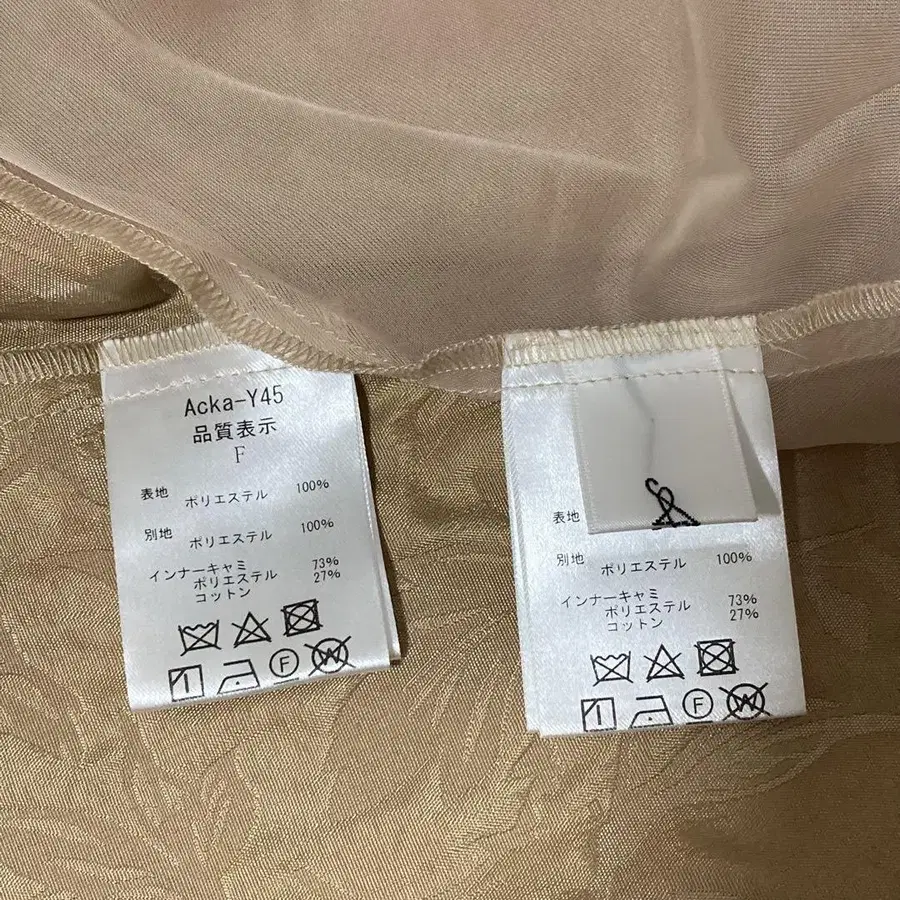 Acka-Y45
品質表示
F
表地 ポリエステル 100%
別地 ポリエステル 100%
インナーキャミ
ポリエステル 73%
コットン 27%
F
W
表地
別地 ポリエステル 100%
インナーキャミ
ポリエステル 73%
コットン 27%
F
W